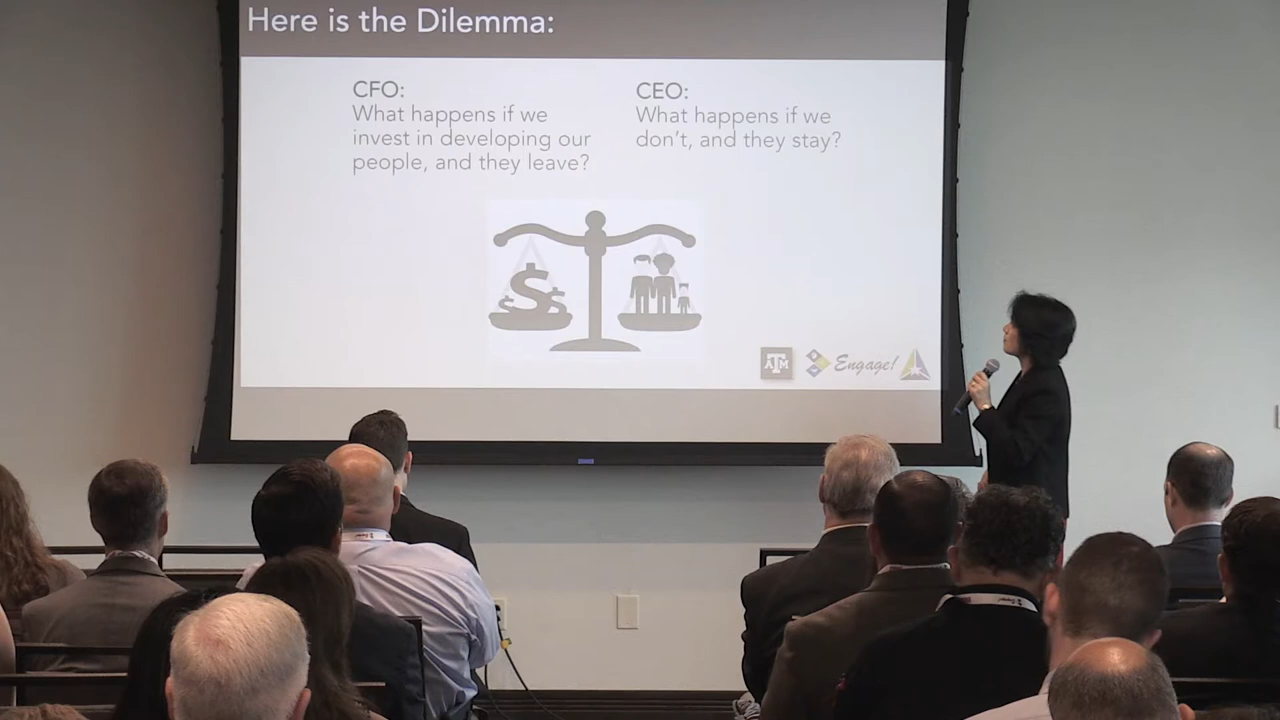 Here is the Dilemma:
CFO:
What happens if we
invest in developing our
people, and they leave?
CEO:
What happens if we
don't, and they stay?
ATM
Engage!